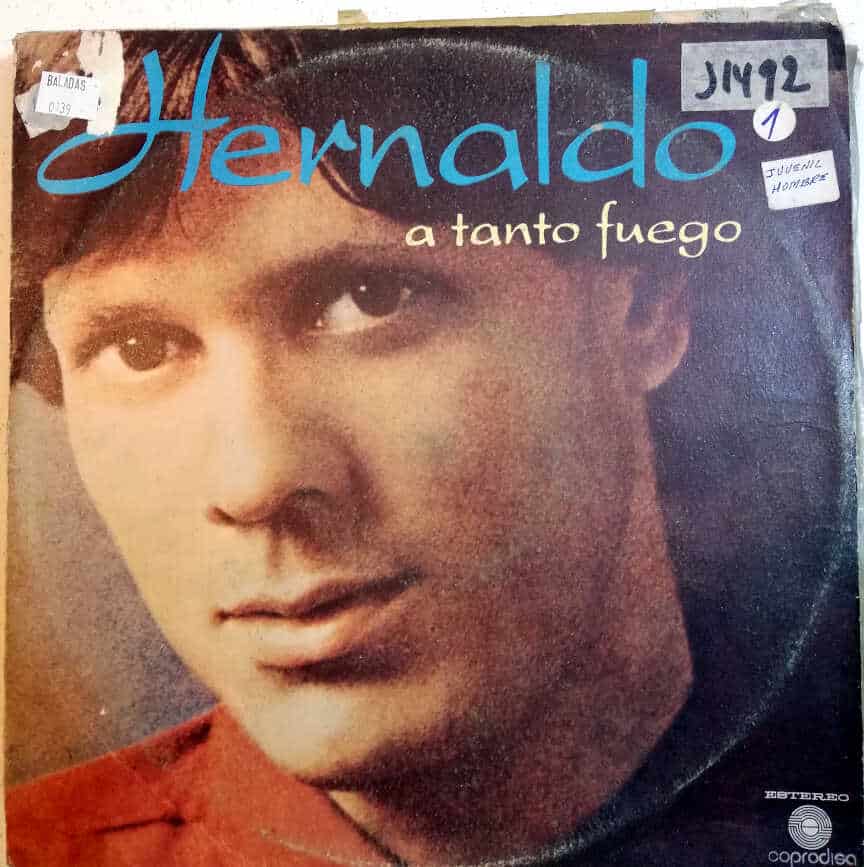 BALADAS
0139
Hernaldo
J1492
1
JUVENIL
HOMBRE
a tanto fuego
ESTEREO
coprodisa